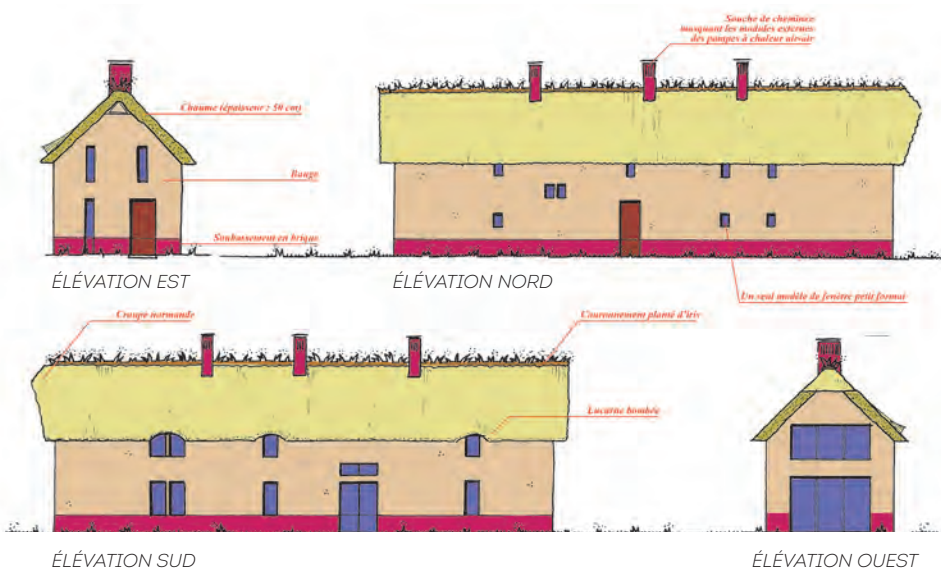 Souche de cheminée
masquant les modules externes
des pompes à chaleur air/air
Chaume (épaisseur : 50 cm)
Bauge
Soubassement en brique
ÉLÉVATION EST
ÉLÉVATION NORD
Un seul modèle de fenêtre petit format
Croupe normande
Couronnement planté d'iris
Lucarne bombée
ÉLÉVATION SUD
ÉLÉVATION OUEST